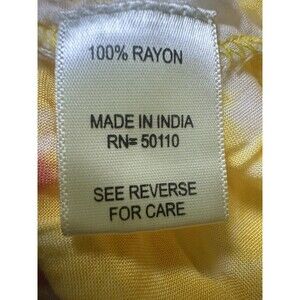 100% RAYON
MADE IN INDIA
RN= 50110
SEE REVERSE
FOR CARE